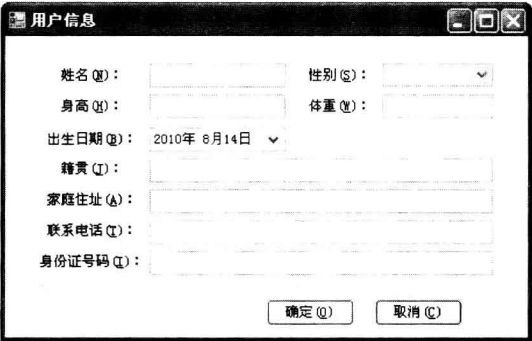 用户信息
姓名(N)： 性别(S)：
身高(H)： 体重(W)：
出生日期(B)： 2010年 8月14日
籍贯(J)：
家庭住址(A)：
联系电话(T)：
身份证号码(I)：
确定(O) 取消(C)